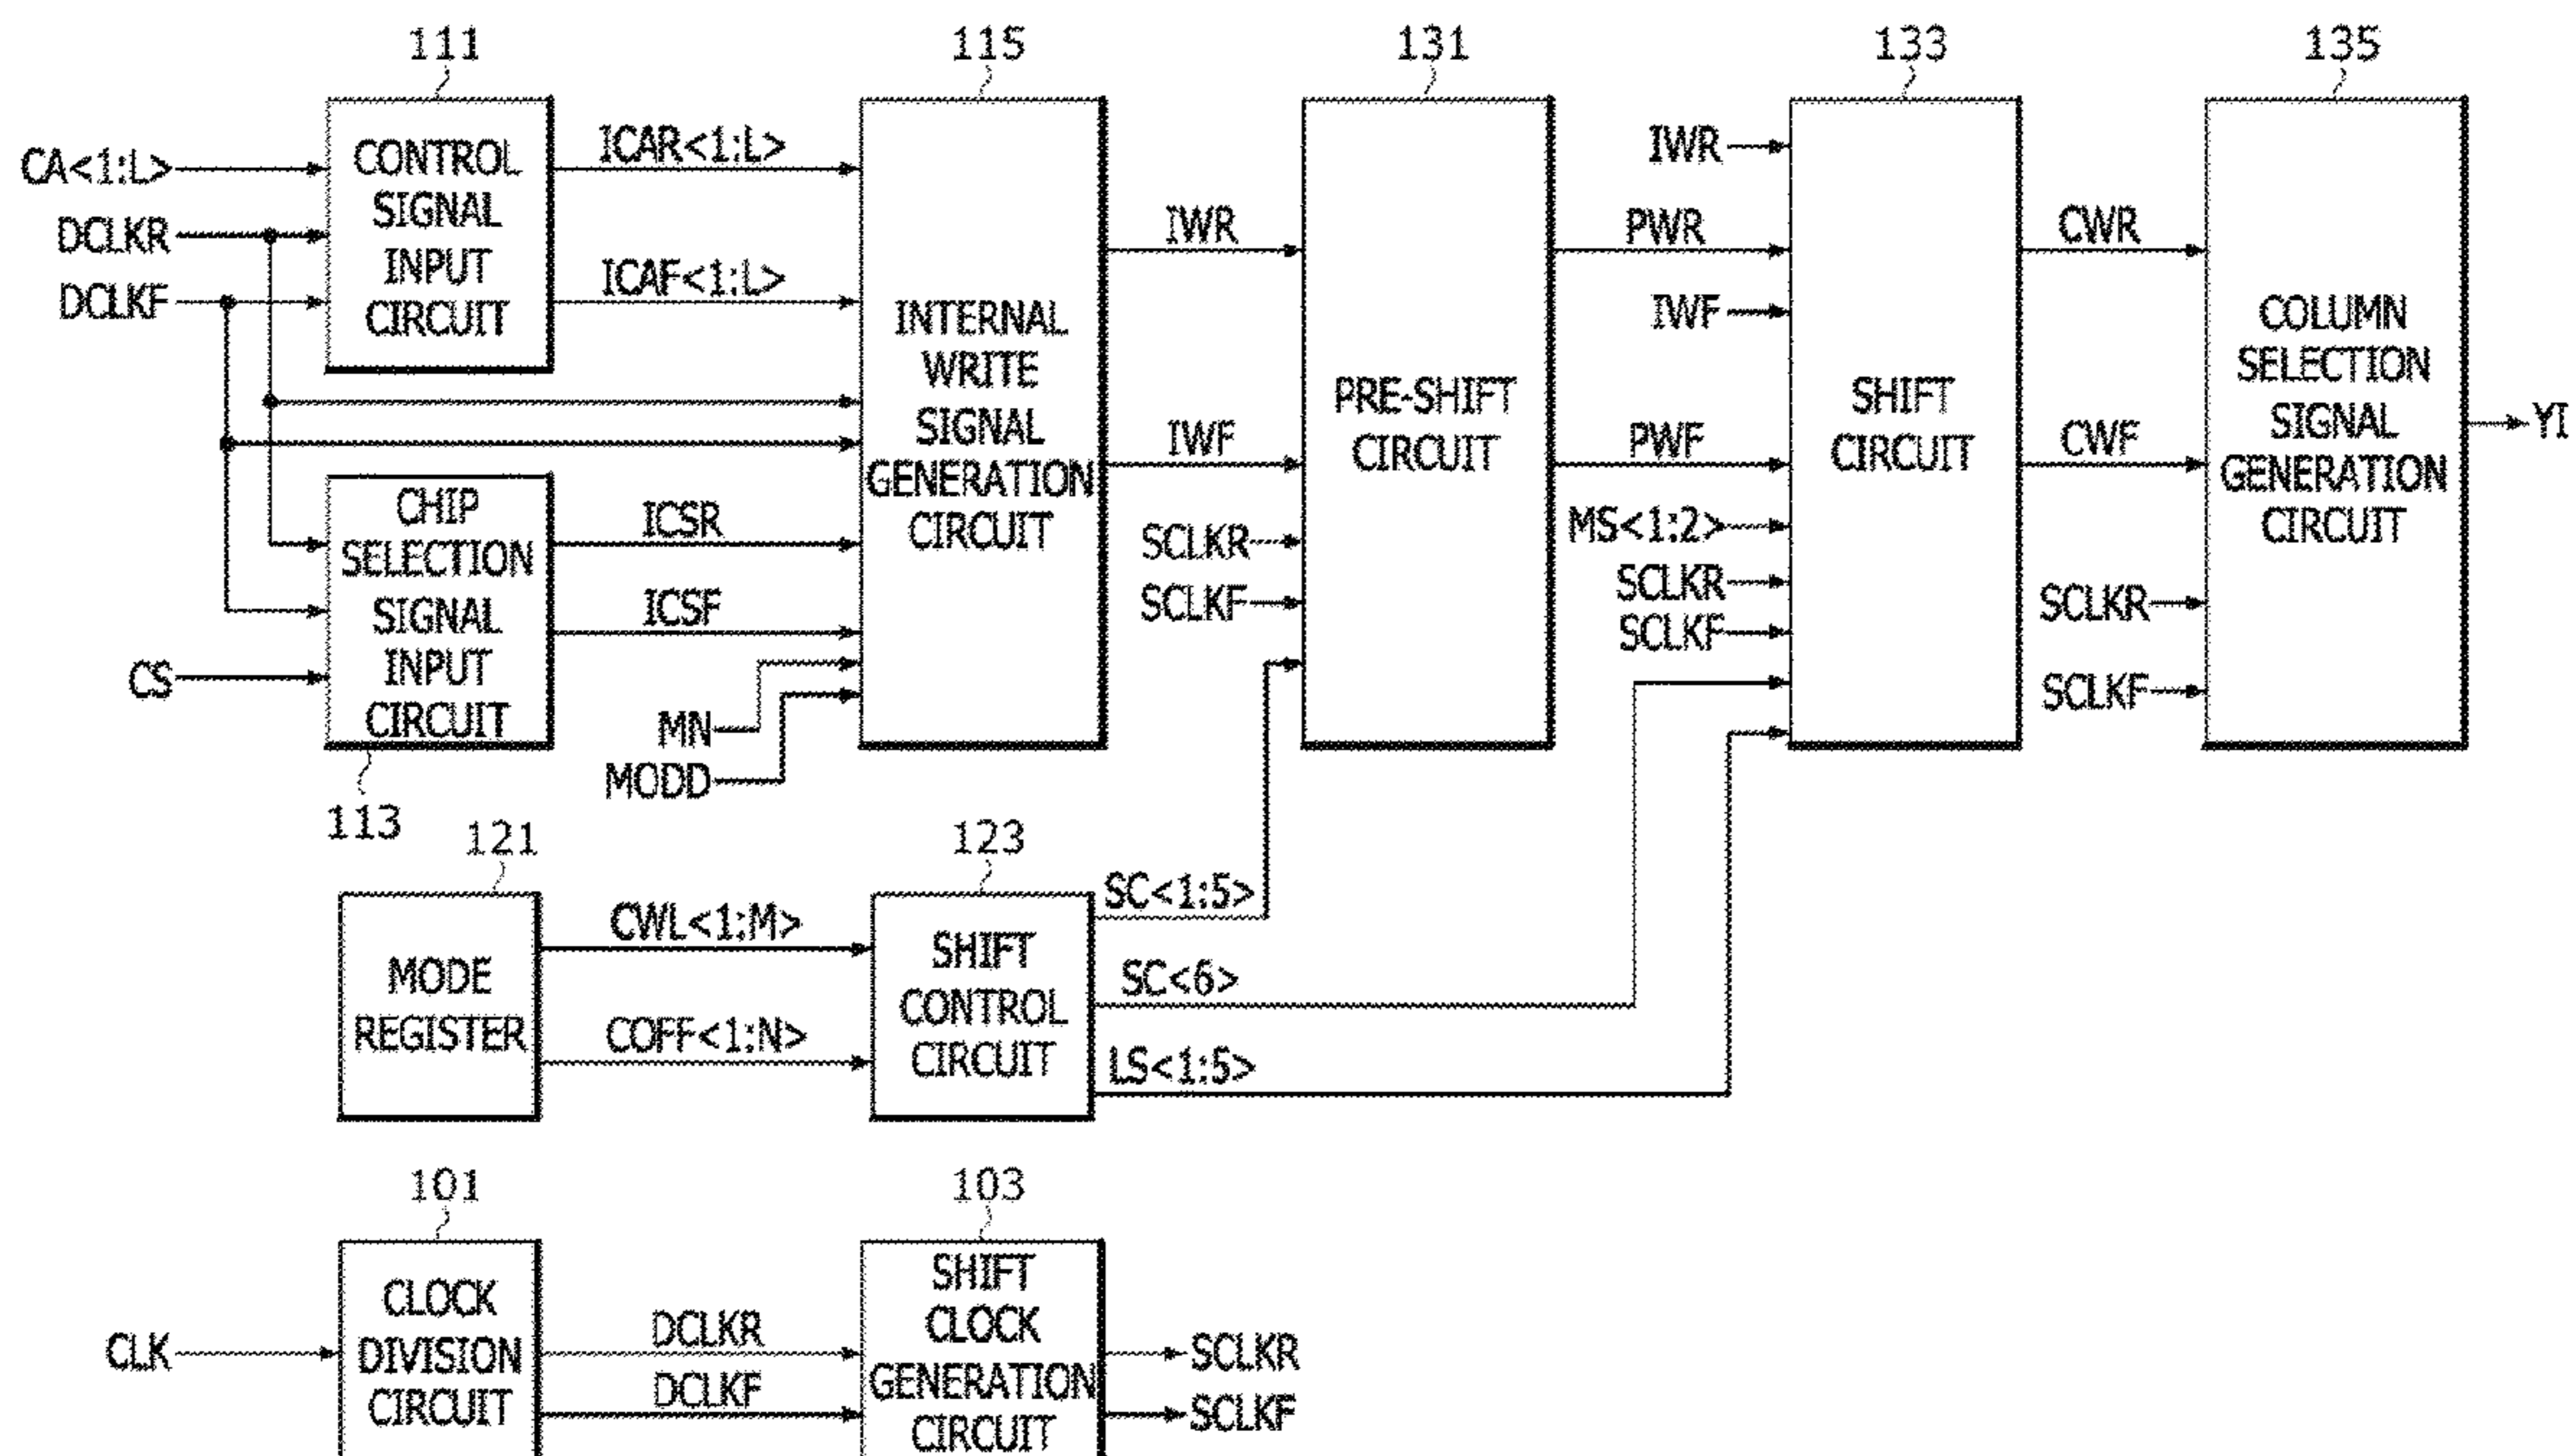 111
115
131
133
135
CA<1:L>
DCLKR
DCLKF
CONTROL
SIGNAL
INPUT
CIRCUIT
ICAR<1:L>
ICAF<1:L>
INTERNAL
WRITE
SIGNAL
GENERATION
CIRCUIT
IWR
IWF
SCLKR
SCLKF
PRE-SHIFT
CIRCUIT
IWR
PWR
IWF
PWF
MS<1:2>
SCLKR
SCLKF
SHIFT
CIRCUIT
CWR
CWF
SCLKR
SCLKF
COLUMN
SELECTION
SIGNAL
GENERATION
CIRCUIT
YI
CS
CHIP
SELECTION
SIGNAL
INPUT
CIRCUIT
113
ICSR
ICSF
MN
MODD
121
MODE
REGISTER
CWL<1:M>
COFF<1:N>
123
SHIFT
CONTROL
CIRCUIT
SC<1:5>
SC<6>
LS<1:5>
101
CLK
CLOCK
DIVISION
CIRCUIT
DCLKR
DCLKF
103
SHIFT
CLOCK
GENERATION
CIRCUIT
SCLKR
SCLKF